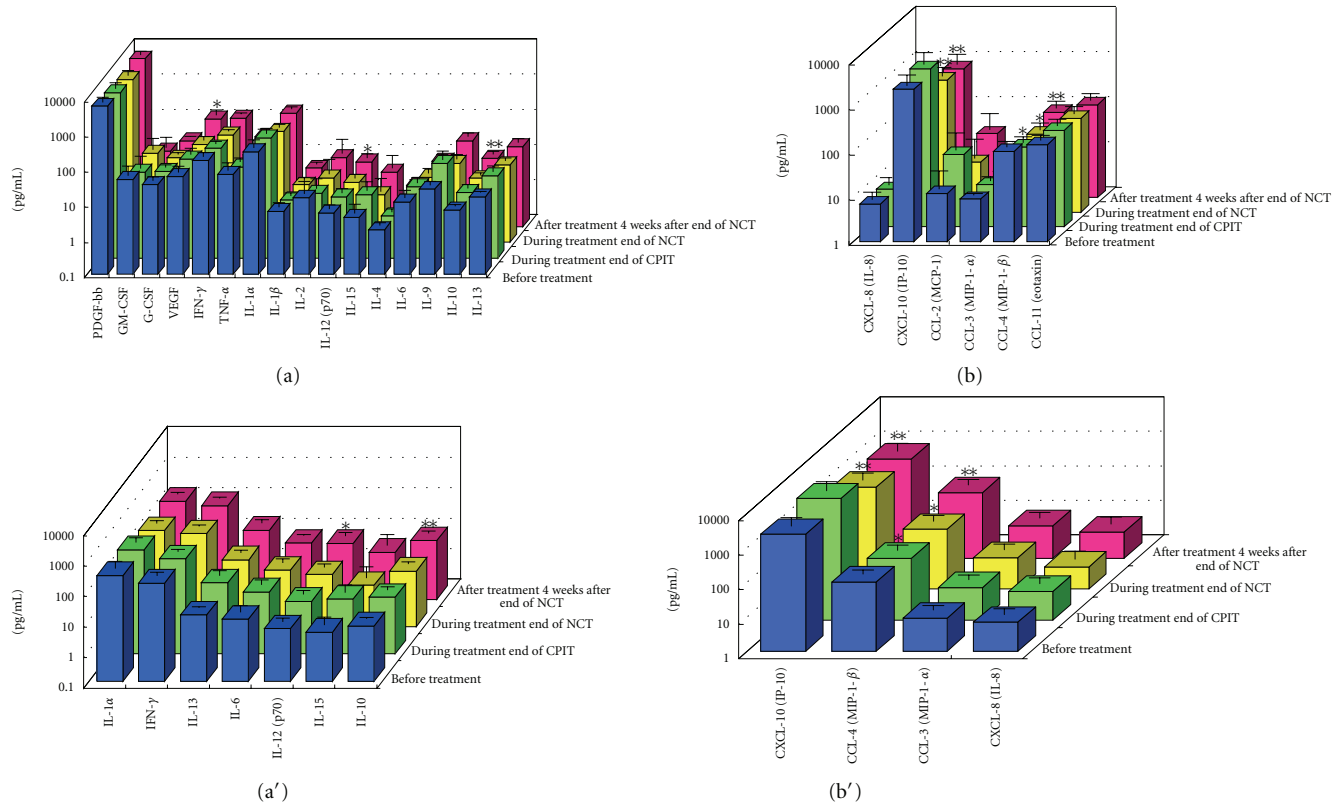 (pg/mL)
10000
1000
100
10
1
0.1
PDGF-bb
GM-CSF
G-CSF
VEGF
IFN-γ
TNF-α
IL-1α
IL-1β
IL-2
IL-12 (p70)
IL-15
IL-4
IL-6
IL-9
IL-10
IL-13
*
*
**
After treatment 4 weeks after end of NCT
During treatment end of NCT
During treatment end of CPIT
Before treatment
(a)
(pg/mL)
10000
1000
100
10
1
CXCL-8 (IL-8)
CXCL-10 (IP-10)
CCL-2 (MCP-1)
CCL-3 (MIP-1- α)
CCL-4 (MIP-1- β)
CCL-11 (eotaxin)
**
**
*
*
**
After treatment 4 weeks after end of NCT
During treatment end of NCT
During treatment end of CPIT
Before treatment
(b)
(pg/mL)
10000
1000
100
10
1
0.1
IL-1α
IFN-γ
IL-13
IL-6
IL-12 (p70)
IL-15
IL-10
*
**
After treatment 4 weeks after
end of NCT
During treatment end of NCT
During treatment end of CPIT
Before treatment
(a′)
(pg/mL)
10000
1000
100
10
1
CXCL-10 (IP-10)
CCL-4 (MIP-1- β)
CCL-3 (MIP-1- α)
CXCL-8 (IL-8)
**
**
**
*
*
After treatment 4 weeks after
end of NCT
During treatment end of NCT
During treatment end of CPIT
Before treatment
(b′)